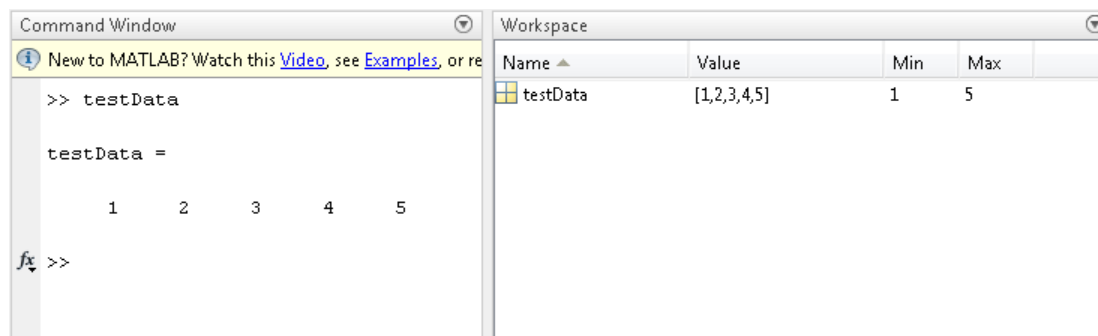 Command Window
New to MATLAB? Watch this Video, see Examples, or re
>> testData
testData =
1 2 3 4 5
fx >>
Workspace
Name Value Min Max
testData [1,2,3,4,5] 1 5